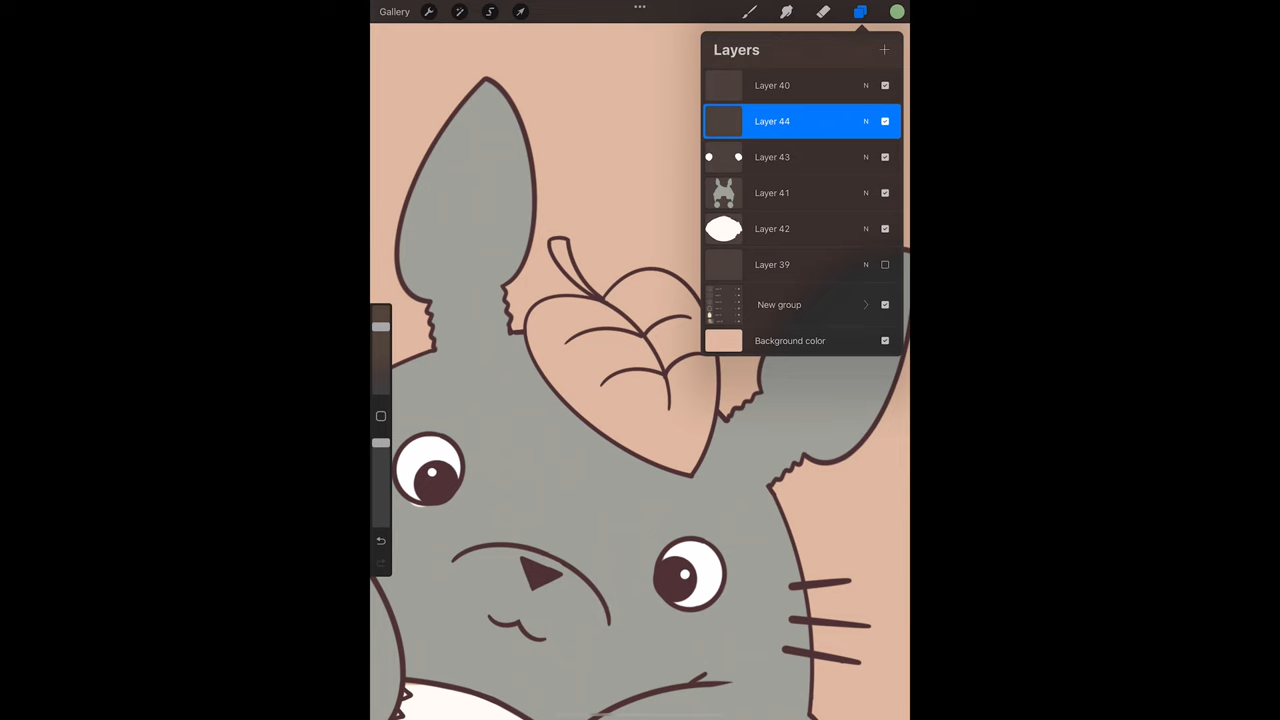 Gallery
Layers
Layer 40 N
Layer 44 N
Layer 43 N
Layer 41 N
Layer 42 N
Layer 39 N
New group
Background color